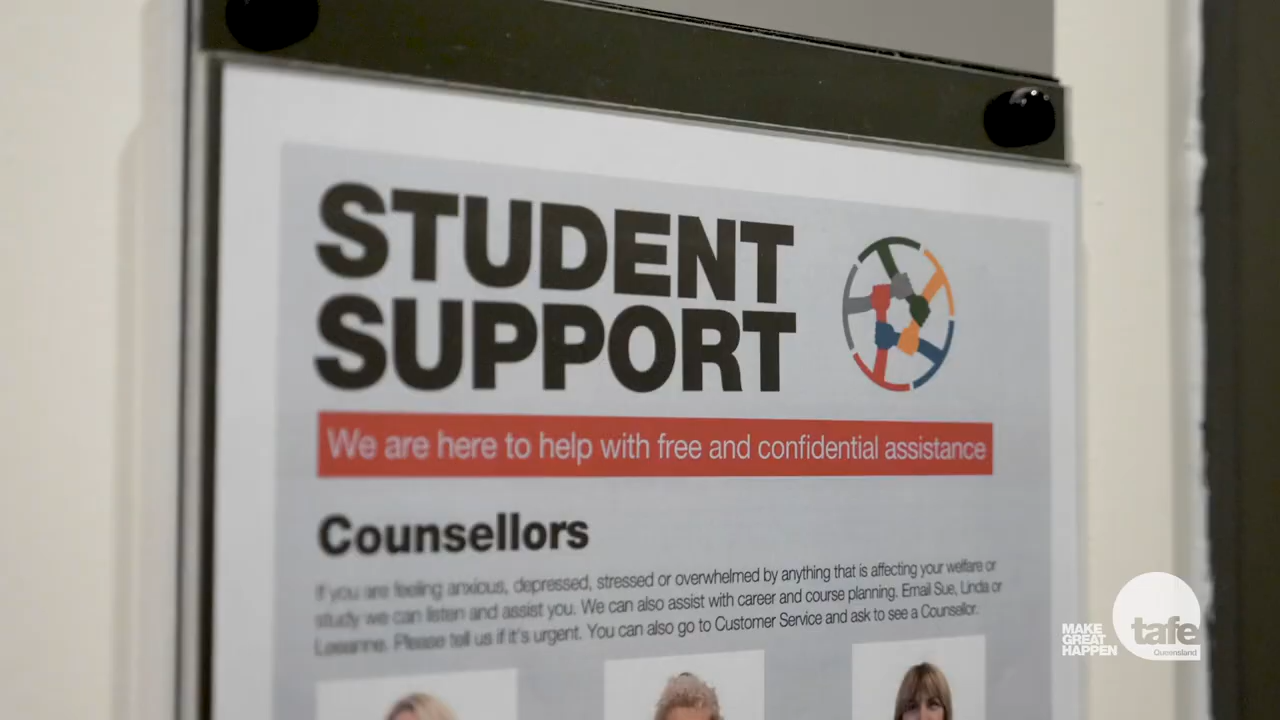 STUDENT
SUPPORT
We are here to help with free and confidential assistance
Counsellors
If you are feeling anxious, depressed, stressed or overwhelmed by anything that is affecting your welfare or
study we can listen and assist you. We can also assist with career and course planning. Email Sue, Linda or
Please tell us if it's urgent. You can also go to Customer Service and ask to see a Counsellor.
MAKE
GREAT
HAPPEN
tafe
Queensland